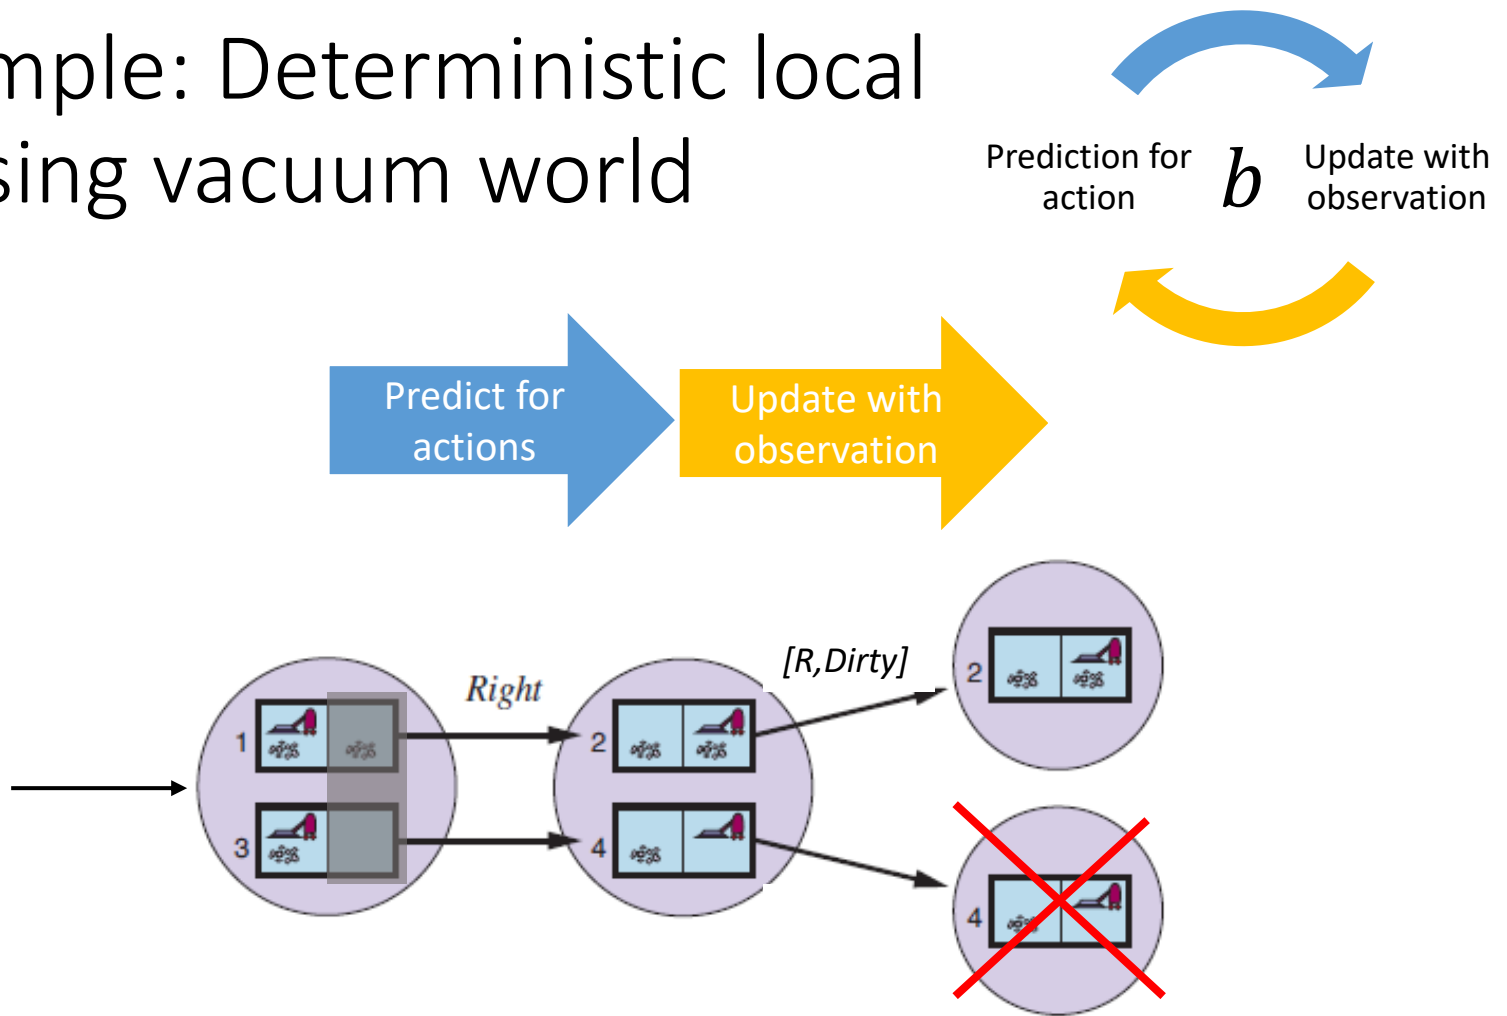 mple: Deterministic local
sing vacuum world
Prediction for
action
b
Update with
observation
Predict for
actions
Update with
observation
Right
[R,Dirty]
1
2
2
3
4
4